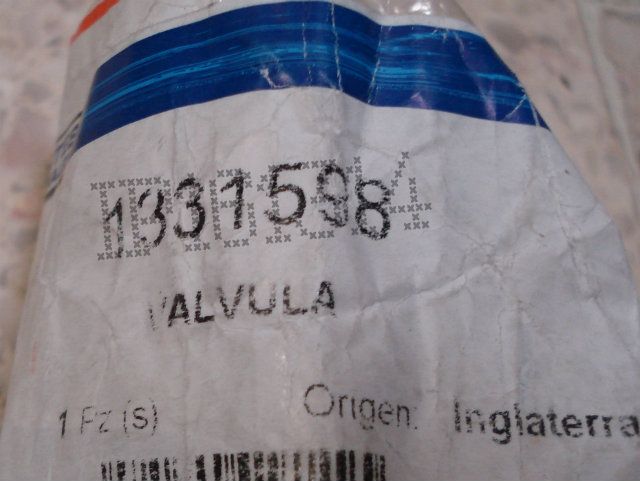 1331598
VALVULA
1 Pz (s) Origen: Inglaterra